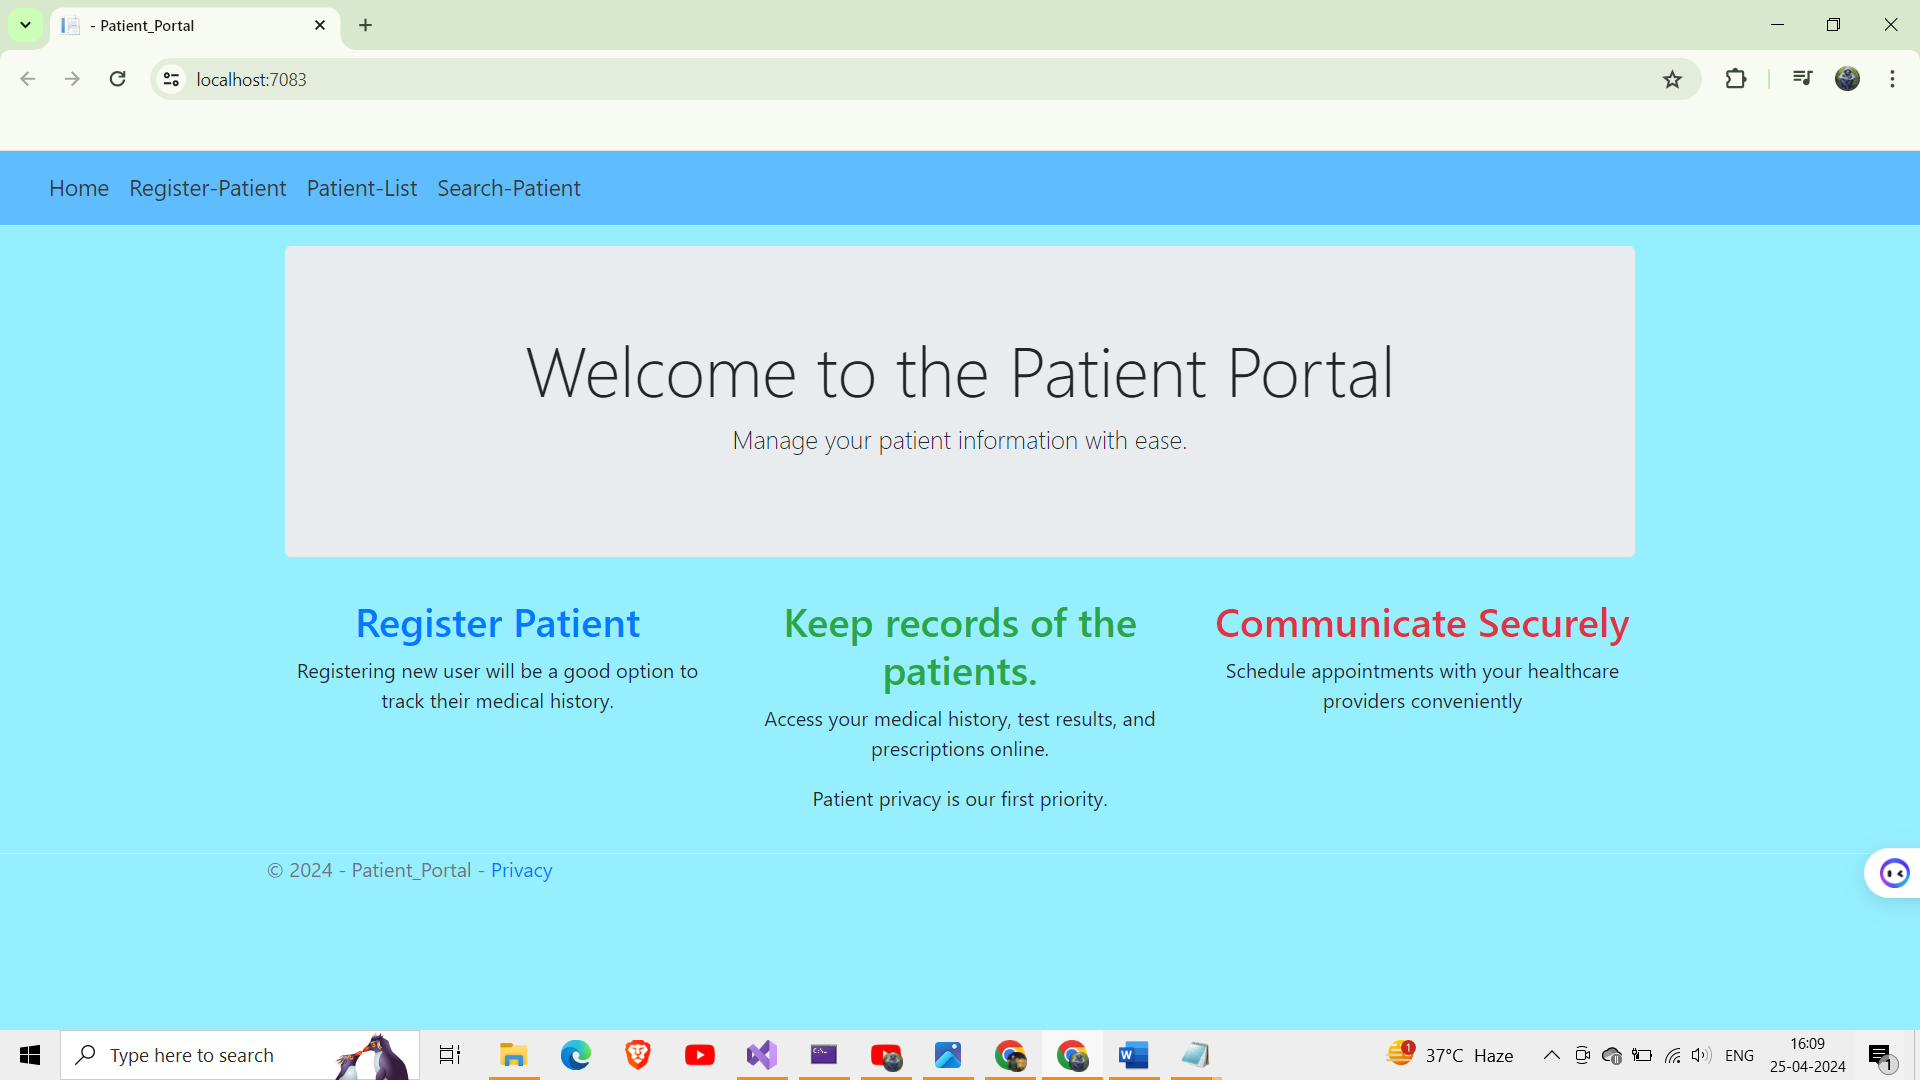 - Patient_Portal
localhost:7083
Home Register-Patient Patient-List Search-Patient
Welcome to the Patient Portal
Manage your patient information with ease.
Register Patient
Registering new user will be a good option to
track their medical history.
Keep records of the
patients.
Access your medical history, test results, and
prescriptions online.
Patient privacy is our first priority.
Communicate Securely
Schedule appointments with your healthcare
providers conveniently
© 2024 - Patient_Portal - Privacy
Type here to search
1
37°C Haze
ENG
16:09
25-04-2024
1